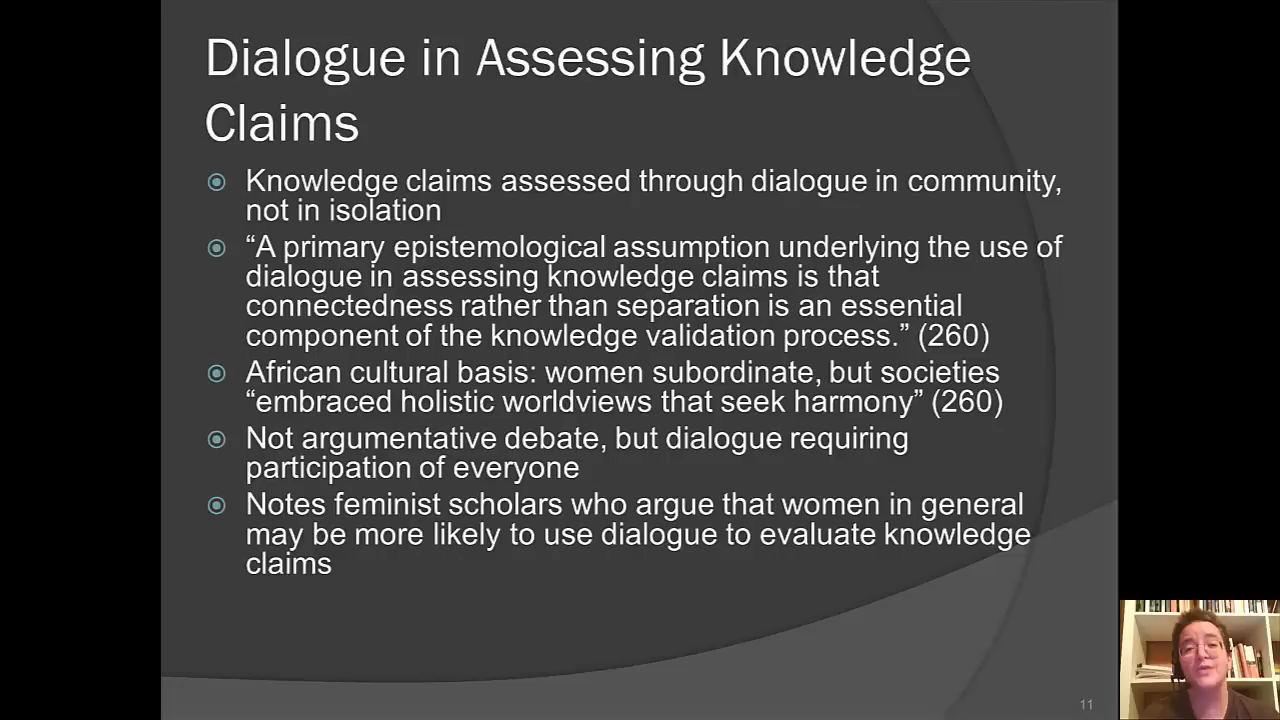 Dialogue in Assessing Knowledge
Claims
Knowledge claims assessed through dialogue in community,
not in isolation
“A primary epistemological assumption underlying the use of
dialogue in assessing knowledge claims is that
connectedness rather than separation is an essential
component of the knowledge validation process.” (260)
African cultural basis: women subordinate, but societies
“embraced holistic worldviews that seek harmony” (260)
Not argumentative debate, but dialogue requiring
participation of everyone
Notes feminist scholars who argue that women in general
may be more likely to use dialogue to evaluate knowledge
claims
11